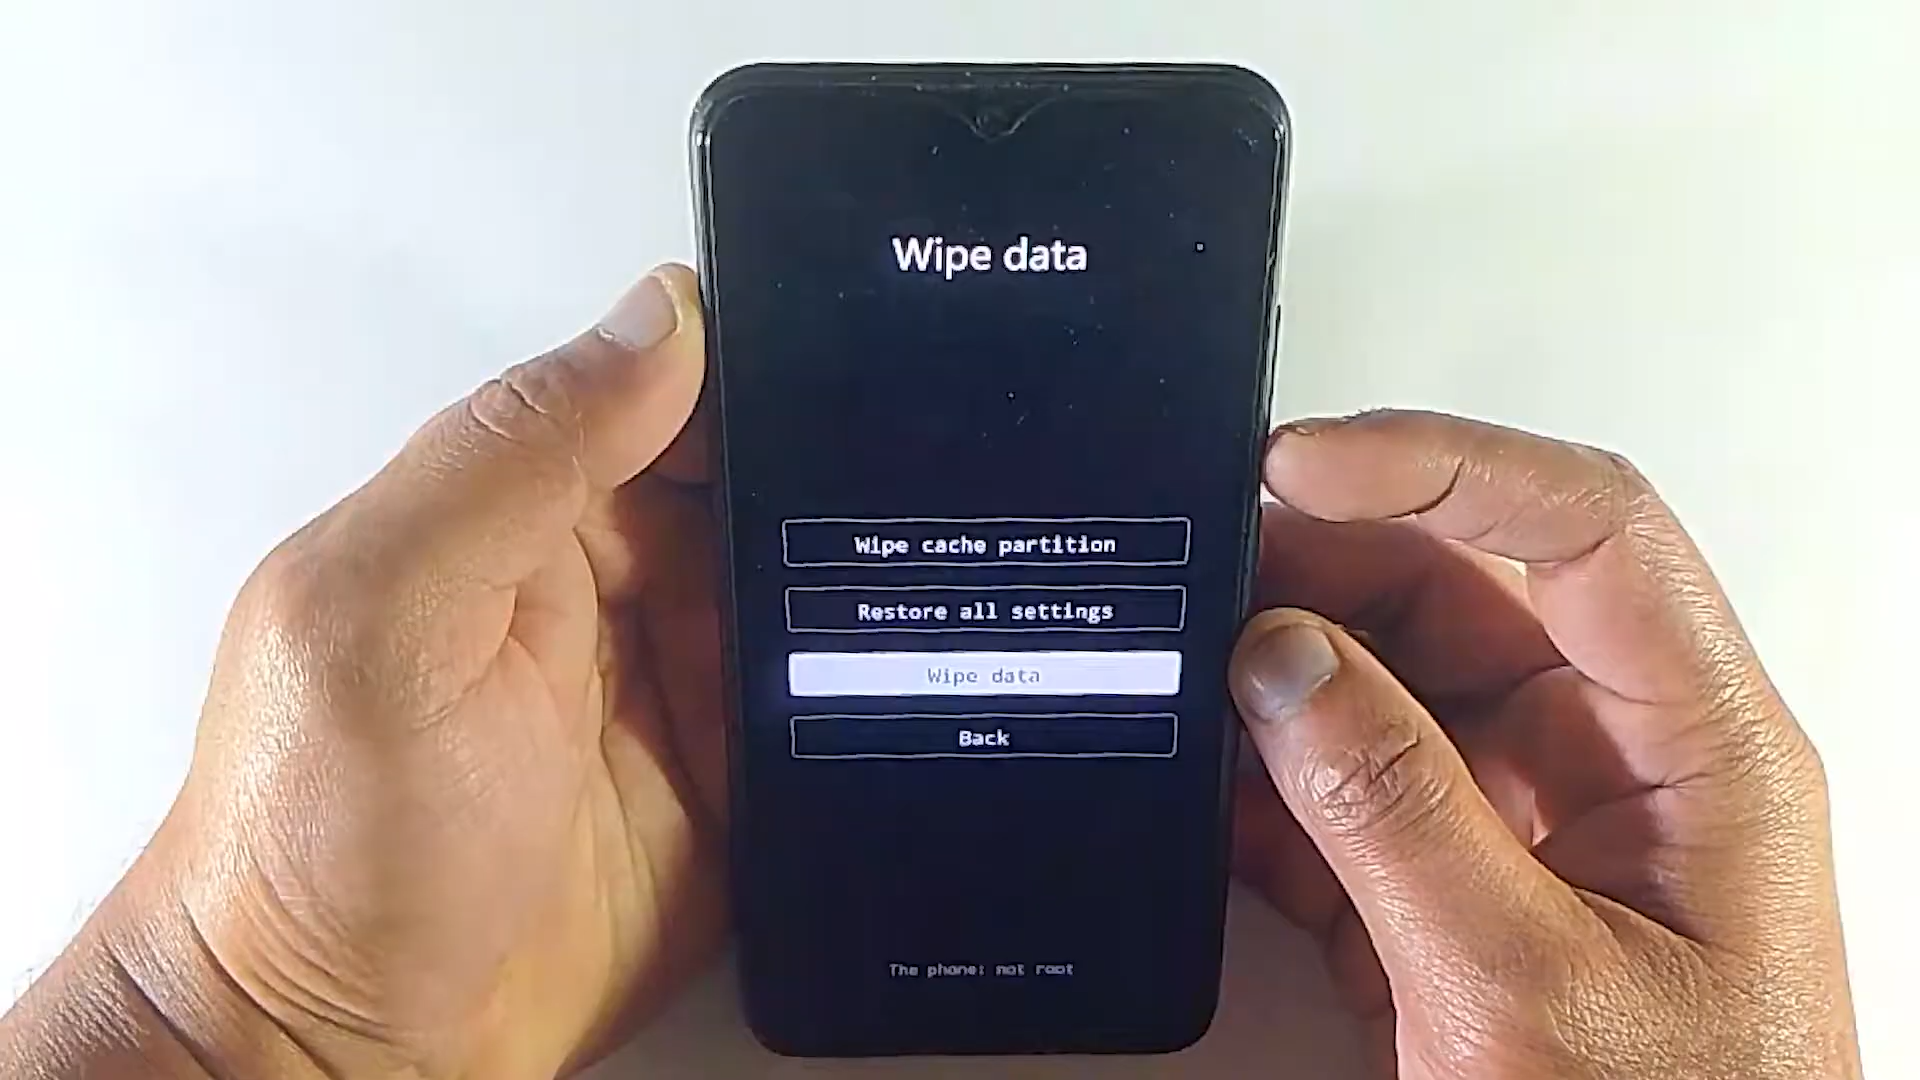 Wipe data
Wipe cache partition
Restore all settings
Wipe data
Back
The phone: not root